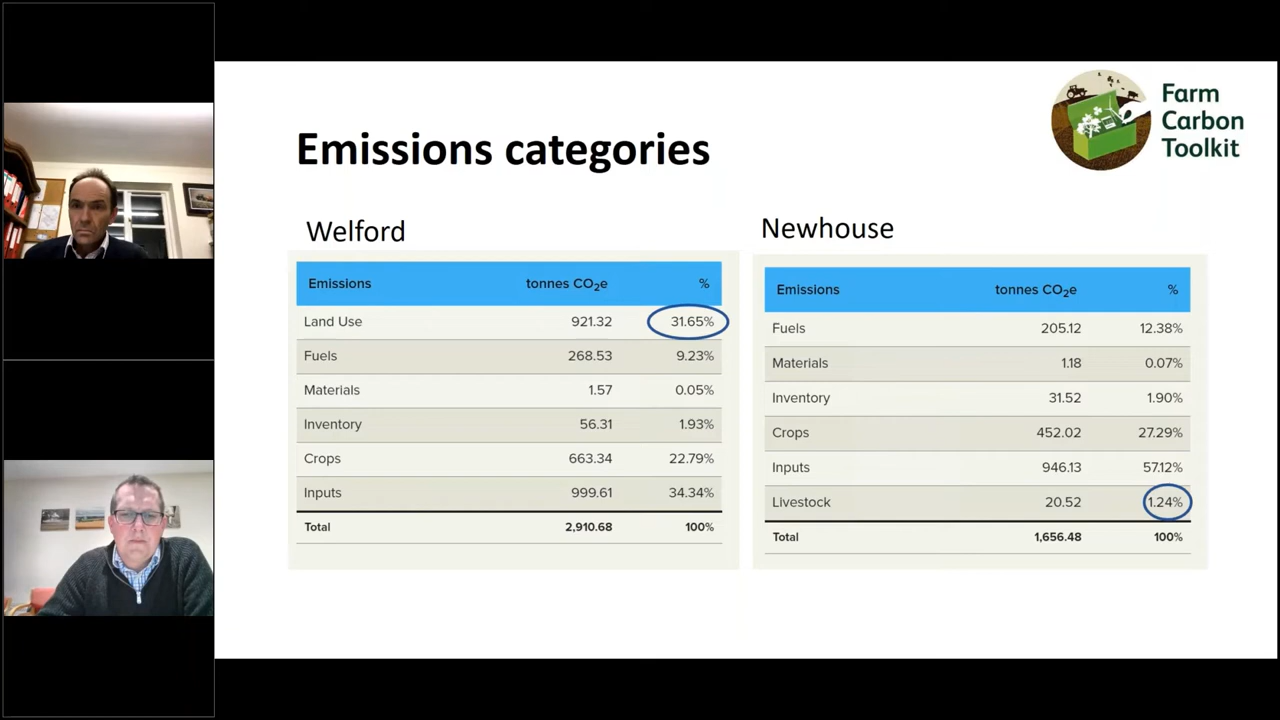 Farm
Carbon
Toolkit
Emissions categories
Welford
Emissions tonnes CO₂e %
Land Use 921.32 31.65%
Fuels 268.53 9.23%
Materials 1.57 0.05%
Inventory 56.31 1.93%
Crops 663.34 22.79%
Inputs 999.61 34.34%
Total 2,910.68 100%
Newhouse
Emissions tonnes CO₂e %
Fuels 205.12 12.38%
Materials 1.18 0.07%
Inventory 31.52 1.90%
Crops 452.02 27.29%
Inputs 946.13 57.12%
Livestock 20.52 1.24%
Total 1,656.48 100%